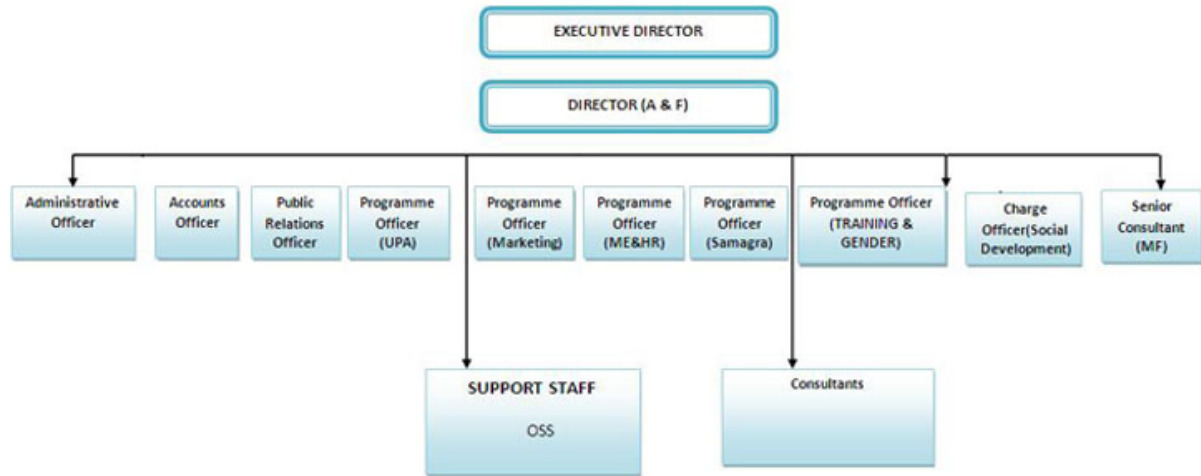 EXECUTIVE DIRECTOR
DIRECTOR (A & F)
Administrative
Officer
Accounts
Officer
Public
Relations
Officer
Programme
Officer
(UPA)
Programme
Officer
(Marketing)
Programme
Officer
(ME&HR)
Programme
Officer
(Samagra)
Programme Officer
(TRAINING &
GENDER)
Charge
Officer(Social
Development)
Senior
Consultant
(MF)
SUPPORT STAFF
OSS
Consultants